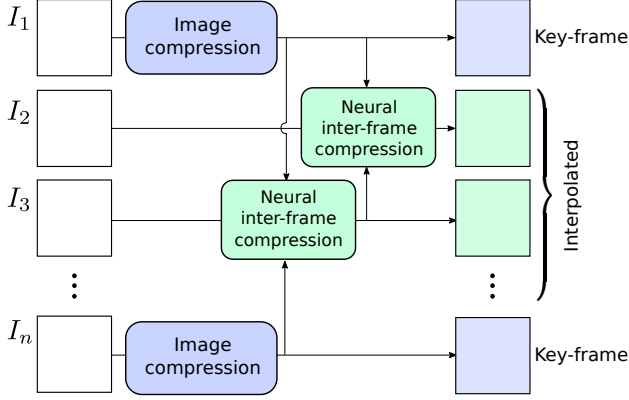 I₁
Image
compression
Key-frame
I₂
Neural
inter-frame
compression
I₃
Neural
inter-frame
compression
Interpolated
Iₙ
Image
compression
Key-frame